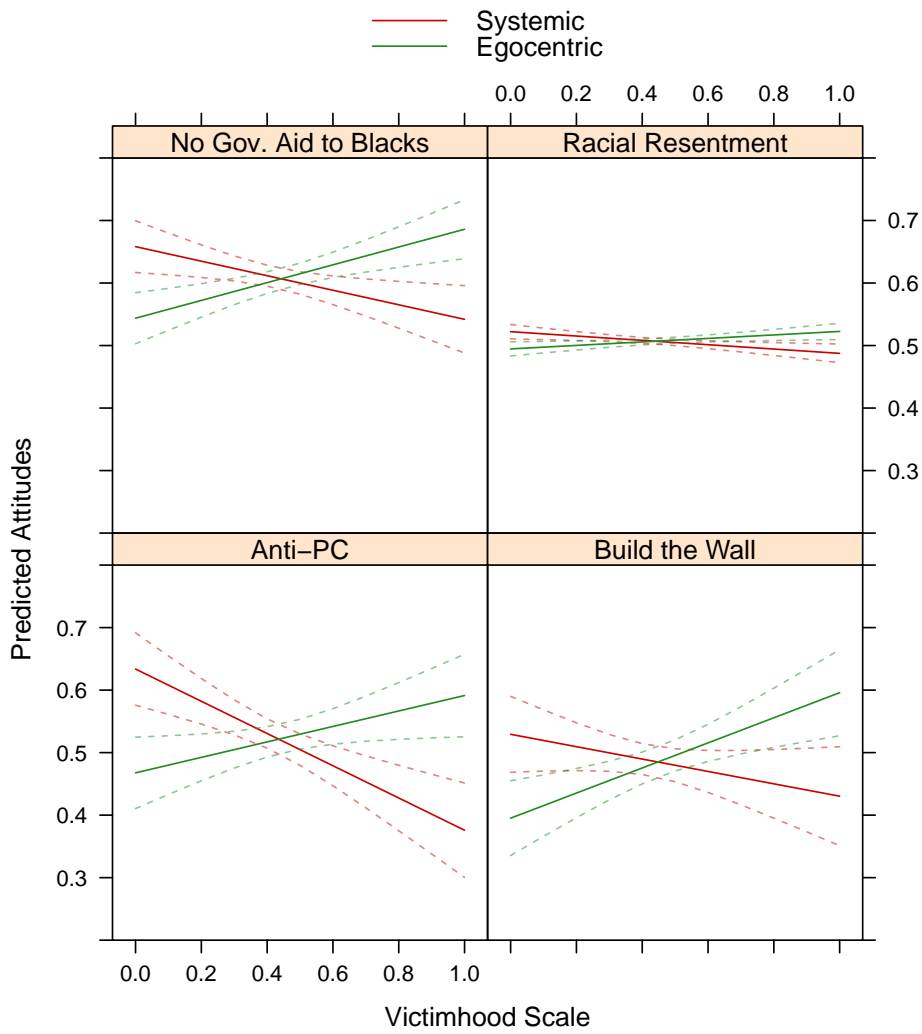 Systemic
Egocentric
0.0 0.2 0.4 0.6 0.8 1.0
No Gov. Aid to Blacks
Racial Resentment
0.7
0.6
0.5
0.4
0.3
Predicted Attitudes
Anti−PC
Build the Wall
0.7
0.6
0.5
0.4
0.3
0.0 0.2 0.4 0.6 0.8 1.0
Victimhood Scale